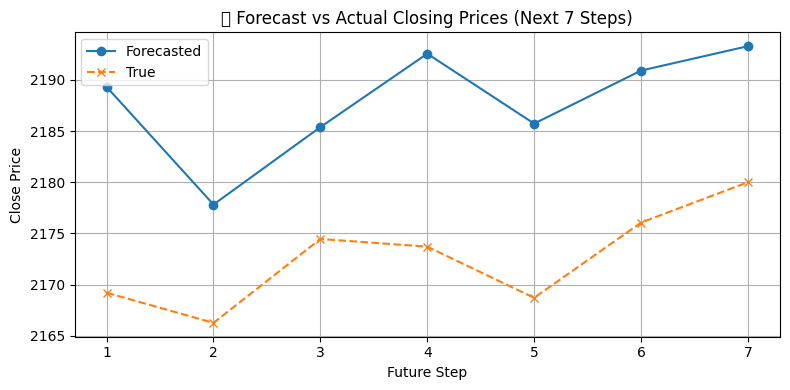 Forecast vs Actual Closing Prices (Next 7 Steps)
Forecasted
True
Close Price
2190
2185
2180
2175
2170
2165
1 2 3 4 5 6 7
Future Step